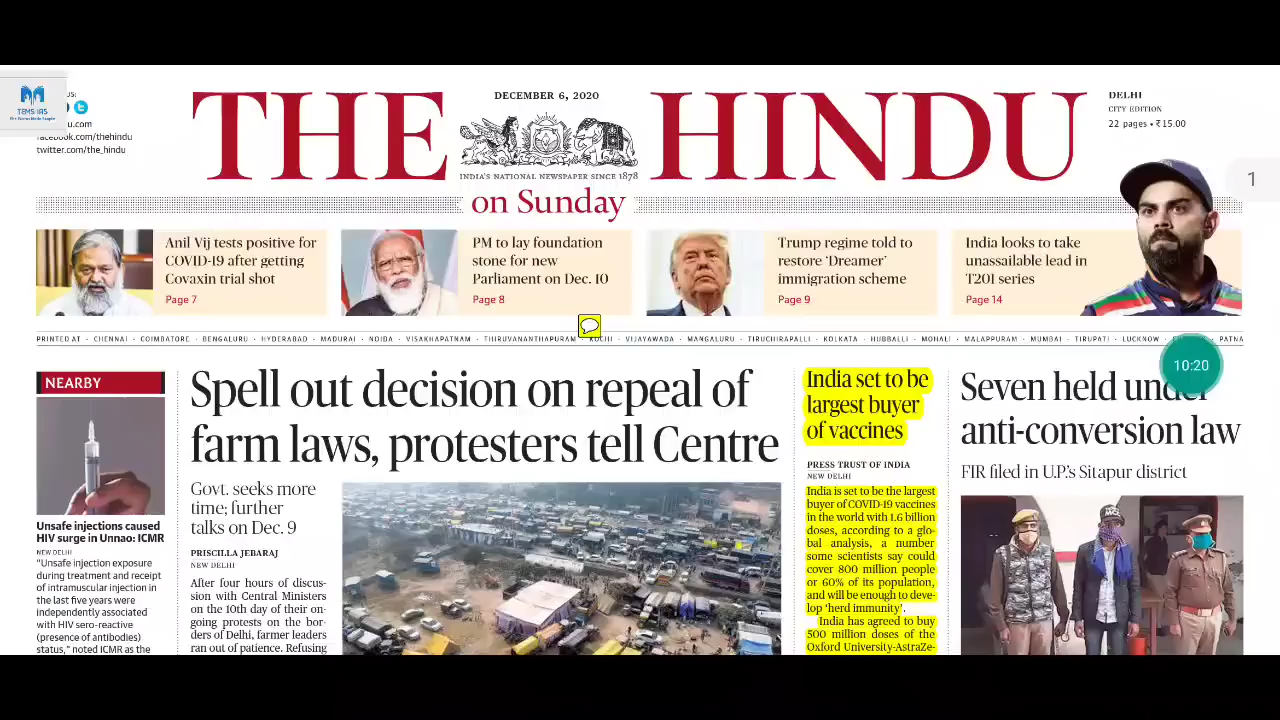 TEMS IAS
facebook.com/thehindu
twitter.com/the_hindu
THE HINDU
DECEMBER 6, 2020
INDIA'S NATIONAL NEWSPAPER SINCE 1878
on Sunday
DELHI
CITY EDITION
22 pages • ₹15.00
1
Anil Vij tests positive for
COVID-19 after getting
Covaxin trial shot
Page 7
PM to lay foundation
stone for new
Parliament on Dec. 10
Page 8
Trump regime told to
restore ‘Dreamer’
immigration scheme
Page 9
India looks to take
unassailable lead in
T20I series
Page 14
PRINTED AT · CHENNAI · COIMBATORE · BENGALURU · HYDERABAD · MADURAI · NOIDA · VISAKHAPATNAM · THIRUVANANTHAPURAM · KOCHI · VIJAYAWADA · MANGALURU · TIRUCHIRAPALLI · KOLKATA · HUBBALLI · MOHALI · MALAPPURAM · MUMBAI · TIRUPATI · LUCKNOW · PATNA
10:20
NEARBY
Unsafe injections caused
HIV surge in Unnao: ICMR
NEW DELHI
“Unsafe injection exposure
during treatment and receipt
of intramuscular injection in
the last five years were
independently associated
with HIV sero-reactive
(presence of antibodies)
status,” noted ICMR as the
Spell out decision on repeal of
farm laws, protesters tell Centre
Govt. seeks more
time; further
talks on Dec. 9
PRISCILLA JEBARAJ
NEW DELHI
After four hours of discus-
sion with Central Ministers
on the 10th day of their on-
going protests on the bor-
ders of Delhi, farmer leaders
ran out of patience. Refusing
India set to be
largest buyer
of vaccines
PRESS TRUST OF INDIA
NEW DELHI
India is set to be the largest
buyer of COVID-19 vaccines
in the world with 1.6 billion
doses, according to a glo-
bal analysis, a number
some scientists say could
cover 800 million people
or 60% of its population,
and will be enough to deve-
lop ‘herd immunity’.
India has agreed to buy
500 million doses of the
Oxford University-AstraZe-
Seven held under
anti-conversion law
FIR filed in U.P.'s Sitapur district